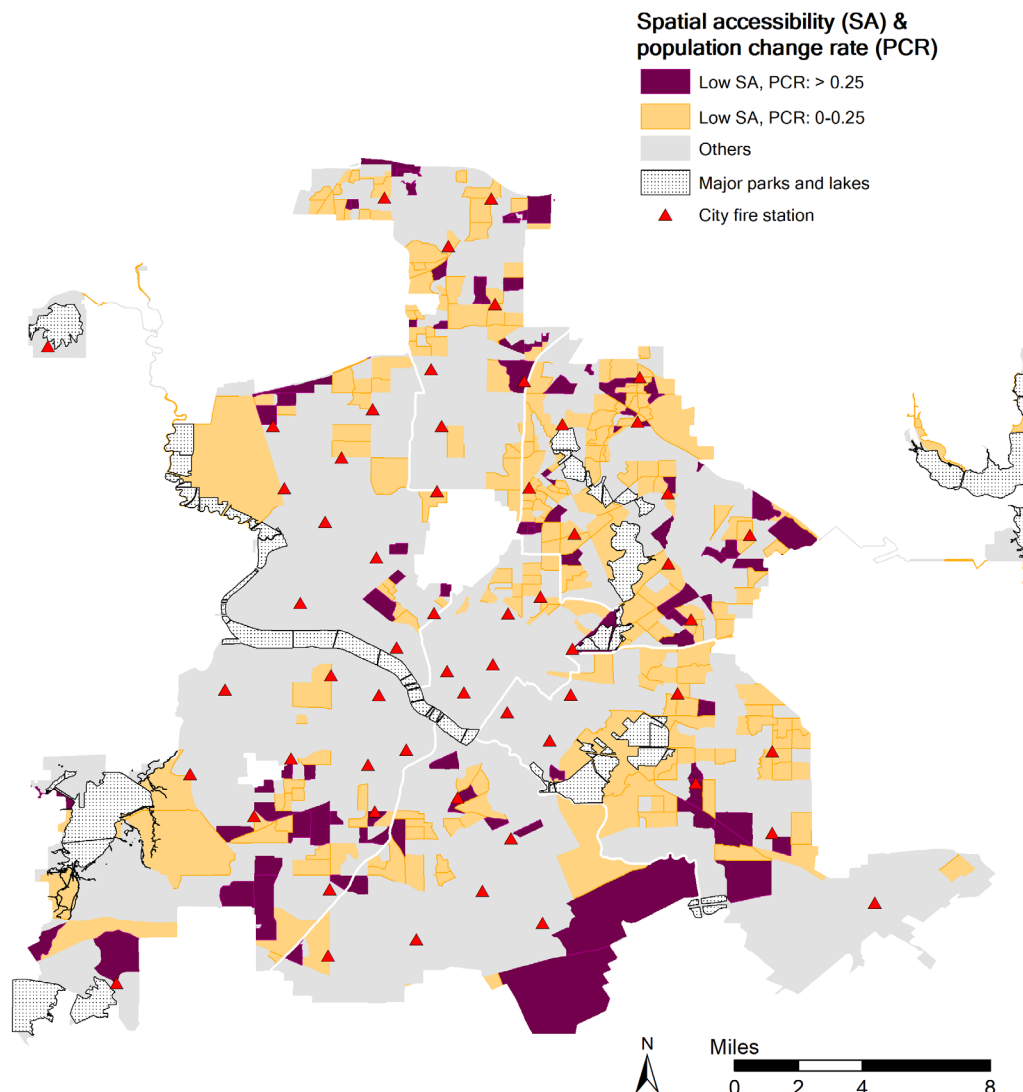 Spatial accessibility (SA) &
population change rate (PCR)
Low SA, PCR: > 0.25
Low SA, PCR: 0-0.25
Others
Major parks and lakes
City fire station
N
Miles
0 2 4 8